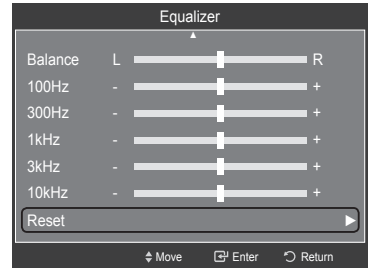 Equalizer
▲
Balance L R
100Hz - +
300Hz - +
1kHz - +
3kHz - +
10kHz - +
Reset ►
Move Enter Return